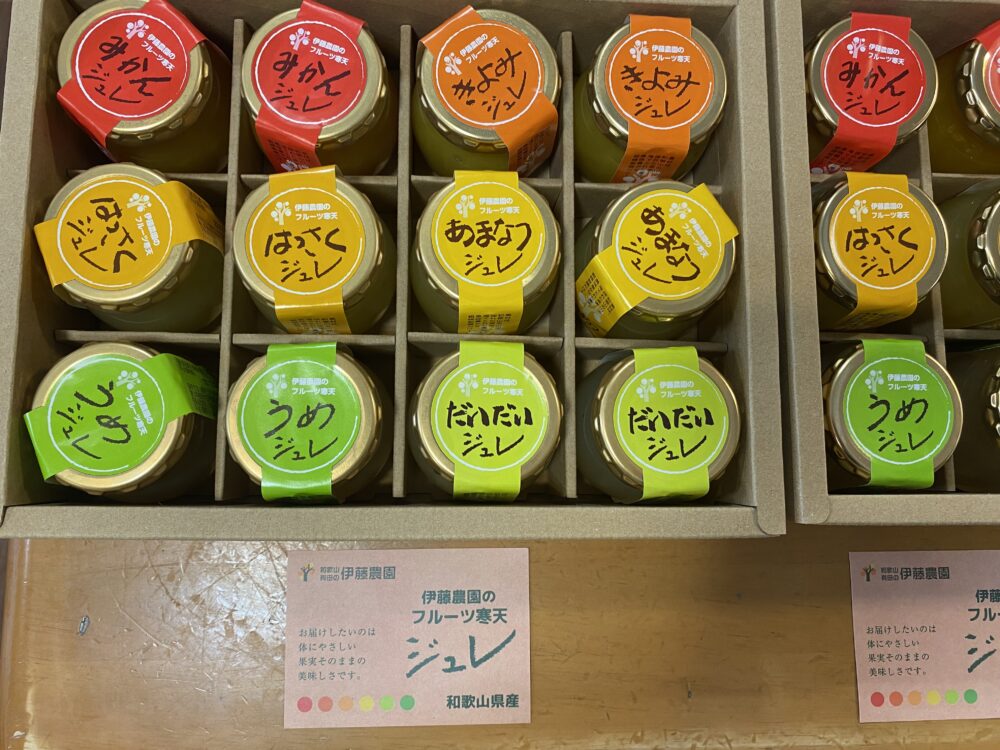 伊藤農園の
フルーツ寒天
みかん
ジュレ
伊藤農園の
フルーツ寒天
みかん
ジュレ
伊藤農園の
フルーツ寒天
きよみ
ジュレ
伊藤農園の
フルーツ寒天
きよみ
ジュレ
伊藤農園の
フルーツ寒天
みかん
ジュレ
伊藤農園の
フルーツ寒天
はっさく
ジュレ
伊藤農園の
フルーツ寒天
はっさく
ジュレ
伊藤農園の
フルーツ寒天
あまなつ
ジュレ
伊藤農園の
フルーツ寒天
あまなつ
ジュレ
伊藤農園の
フルーツ寒天
はっさく
ジュレ
伊藤農園の
フルーツ寒天
うめ
ジュレ
伊藤農園の
フルーツ寒天
うめ
ジュレ
伊藤農園の
フルーツ寒天
だいだい
ジュレ
伊藤農園の
フルーツ寒天
だいだい
ジュレ
伊藤農園の
フルーツ寒天
うめ
ジュレ
和歌山
有田の
伊藤農園
伊藤農園の
フルーツ寒天
ジュレ
お届けしたいのは
体にやさしい
果実そのままの
美味しさです。
和歌山県産
和歌山
有田の
伊藤農園
伊藤
フルー
ジ
お届けしたいのは
体にやさしい
果実そのままの
美味しさです。